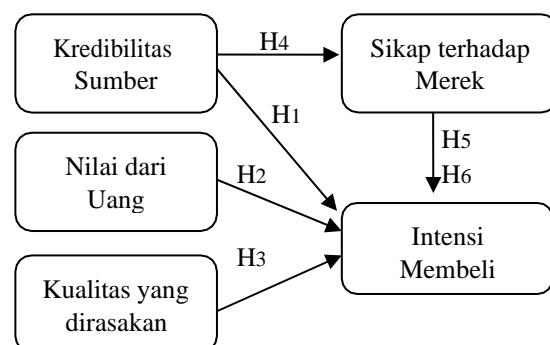 Kredibilitas
Sumber
H4
Sikap terhadap
Merek
H1
H5
H6
Nilai dari
Uang
H2
Intensi
Membeli
H3
Kualitas yang
dirasakan